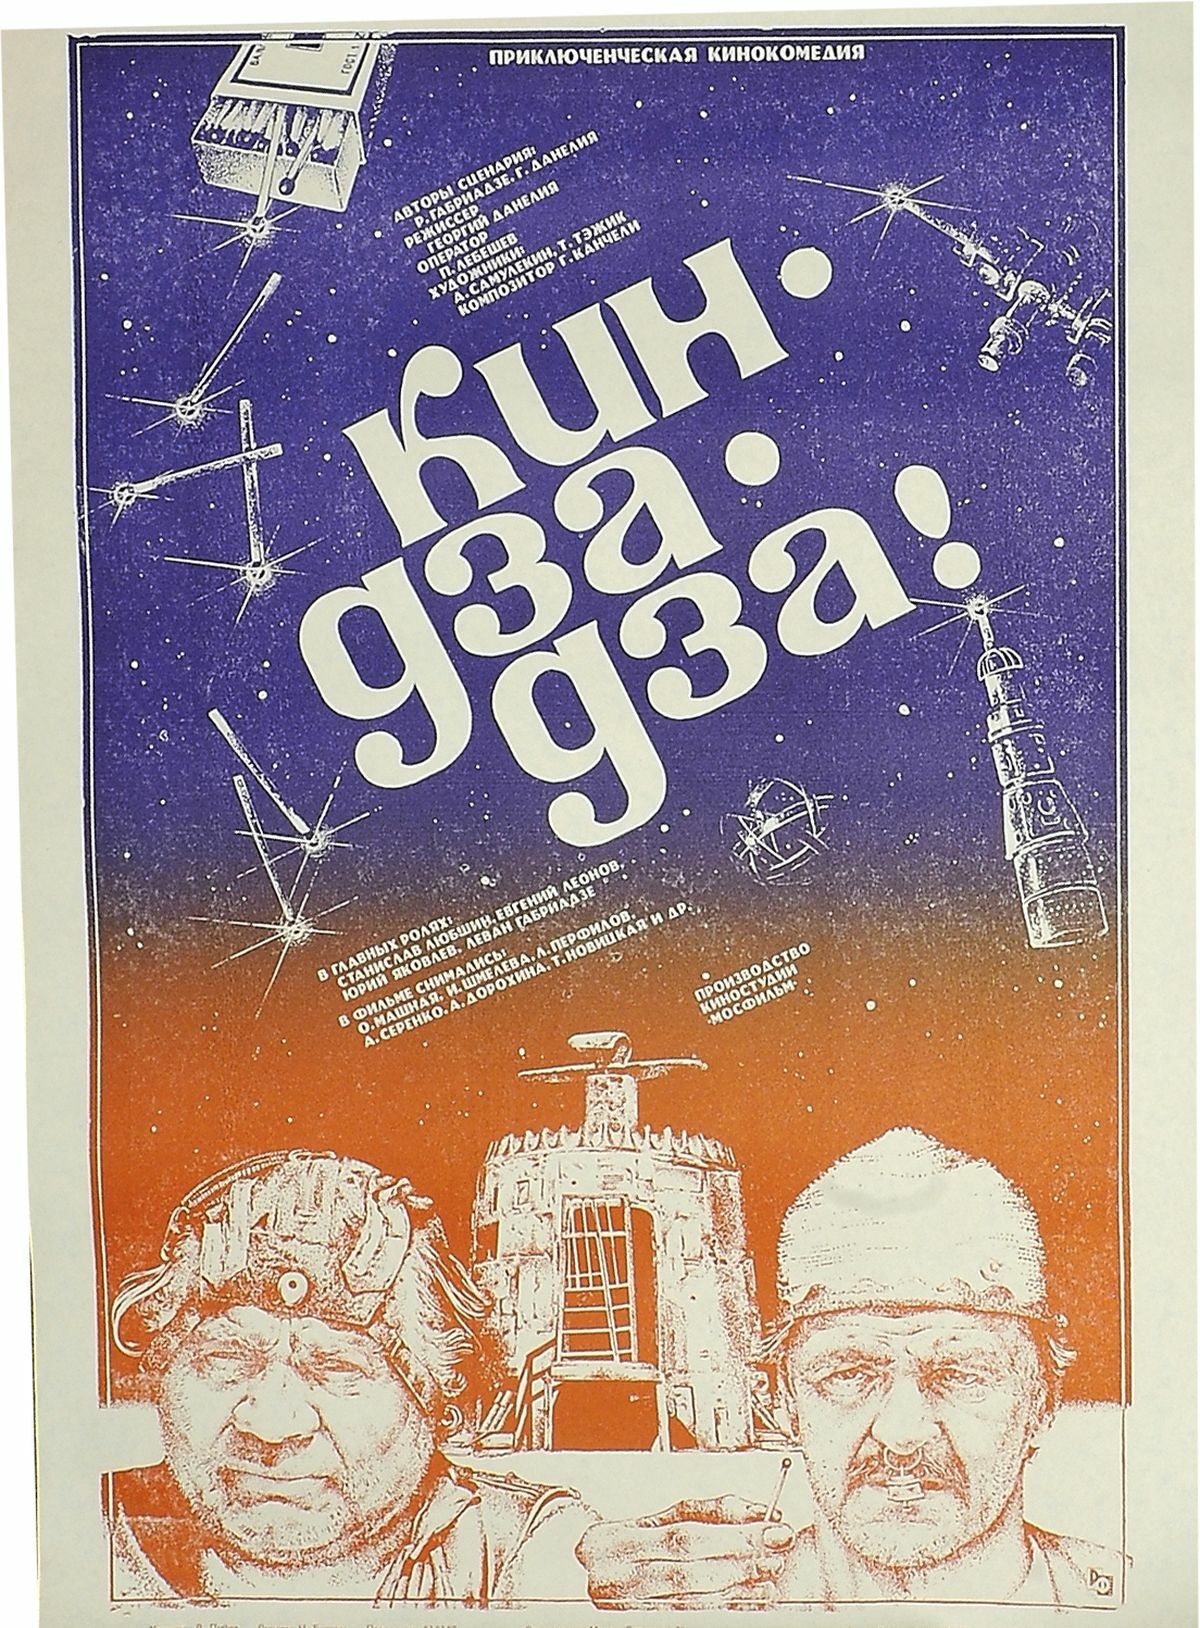 ПРИКЛЮЧЕНЧЕСКАЯ КИНОКОМЕДИЯ
ГОСТ 1
АВТОРЫ СЦЕНАРИЯ:
Р. ГАБРИАДЗЕ, Г. ДАНЕЛИЯ
РЕЖИССЕР
ГЕОРГИЙ ДАНЕЛИЯ
ОПЕРАТОР
П. ЛЕБЕШЕВ
ХУДОЖНИКИ:
А. САМУЛЕКИН, Т. ТЭЖИК
КОМПОЗИТОР Г. КАНЧЕЛИ
КИН·
ДЗА·
ДЗА!
В ГЛАВНЫХ РОЛЯХ:
СТАНИСЛАВ ЛЮБШИН, ЕВГЕНИЙ ЛЕОНОВ,
ЮРИЙ ЯКОВЛЕВ, ЛЕВАН ГАБРИАДЗЕ
В ФИЛЬМЕ СНИМАЛИСЬ:
О. МАШНАЯ, И. ШМЕЛЕВА, Л. ПЕРФИЛОВ,
А. СЕРЕНКО, А. ДОРОХИНА, Т. НОВИЦКАЯ И ДР.
ПРОИЗВОДСТВО
КИНОСТУДИИ
«МОСФИЛЬМ»